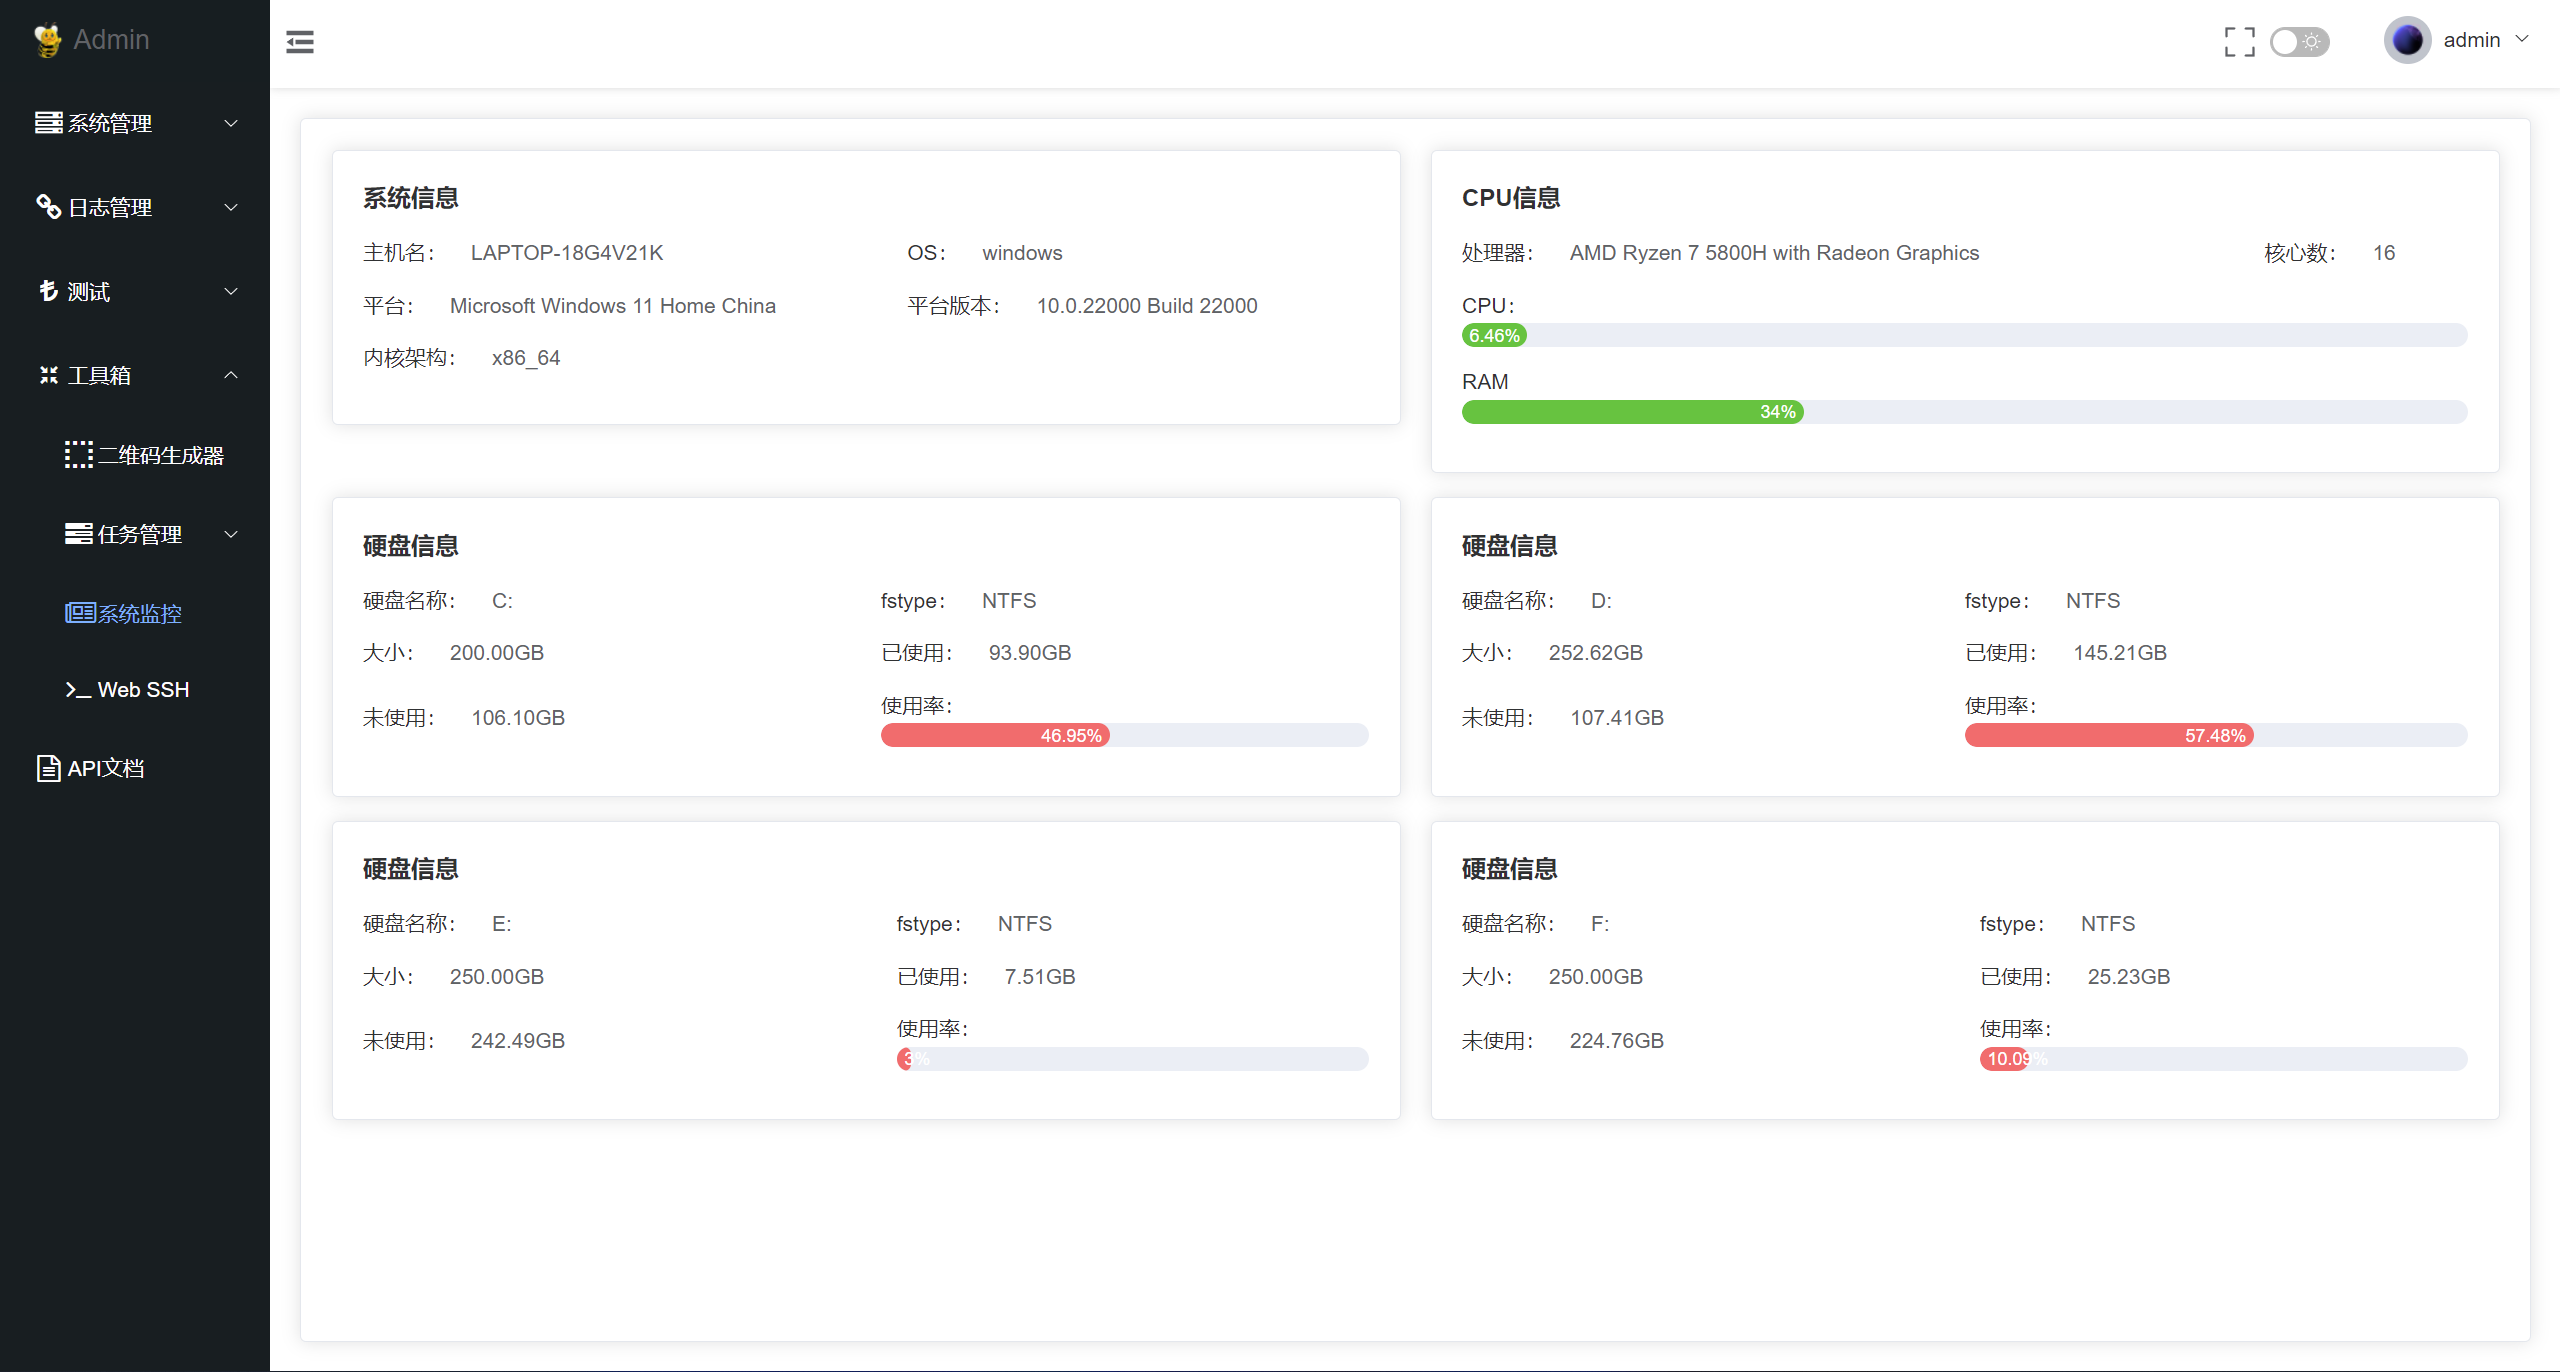 Admin
admin
系统管理
日志管理
测试
工具箱
二维码生成器
任务管理
系统监控
Web SSH
API文档
系统信息
主机名： LAPTOP-18G4V21K OS： windows
平台： Microsoft Windows 11 Home China 平台版本： 10.0.22000 Build 22000
内核架构： x86_64
CPU信息
处理器： AMD Ryzen 7 5800H with Radeon Graphics 核心数： 16
CPU：
6.46%
RAM
34%
硬盘信息
硬盘名称： C: fstype： NTFS
大小： 200.00GB 已使用： 93.90GB
未使用： 106.10GB 使用率：
46.95%
硬盘信息
硬盘名称： D: fstype： NTFS
大小： 252.62GB 已使用： 145.21GB
未使用： 107.41GB 使用率：
57.48%
硬盘信息
硬盘名称： E: fstype： NTFS
大小： 250.00GB 已使用： 7.51GB
未使用： 242.49GB 使用率：
3%
硬盘信息
硬盘名称： F: fstype： NTFS
大小： 250.00GB 已使用： 25.23GB
未使用： 224.76GB 使用率：
10.09%